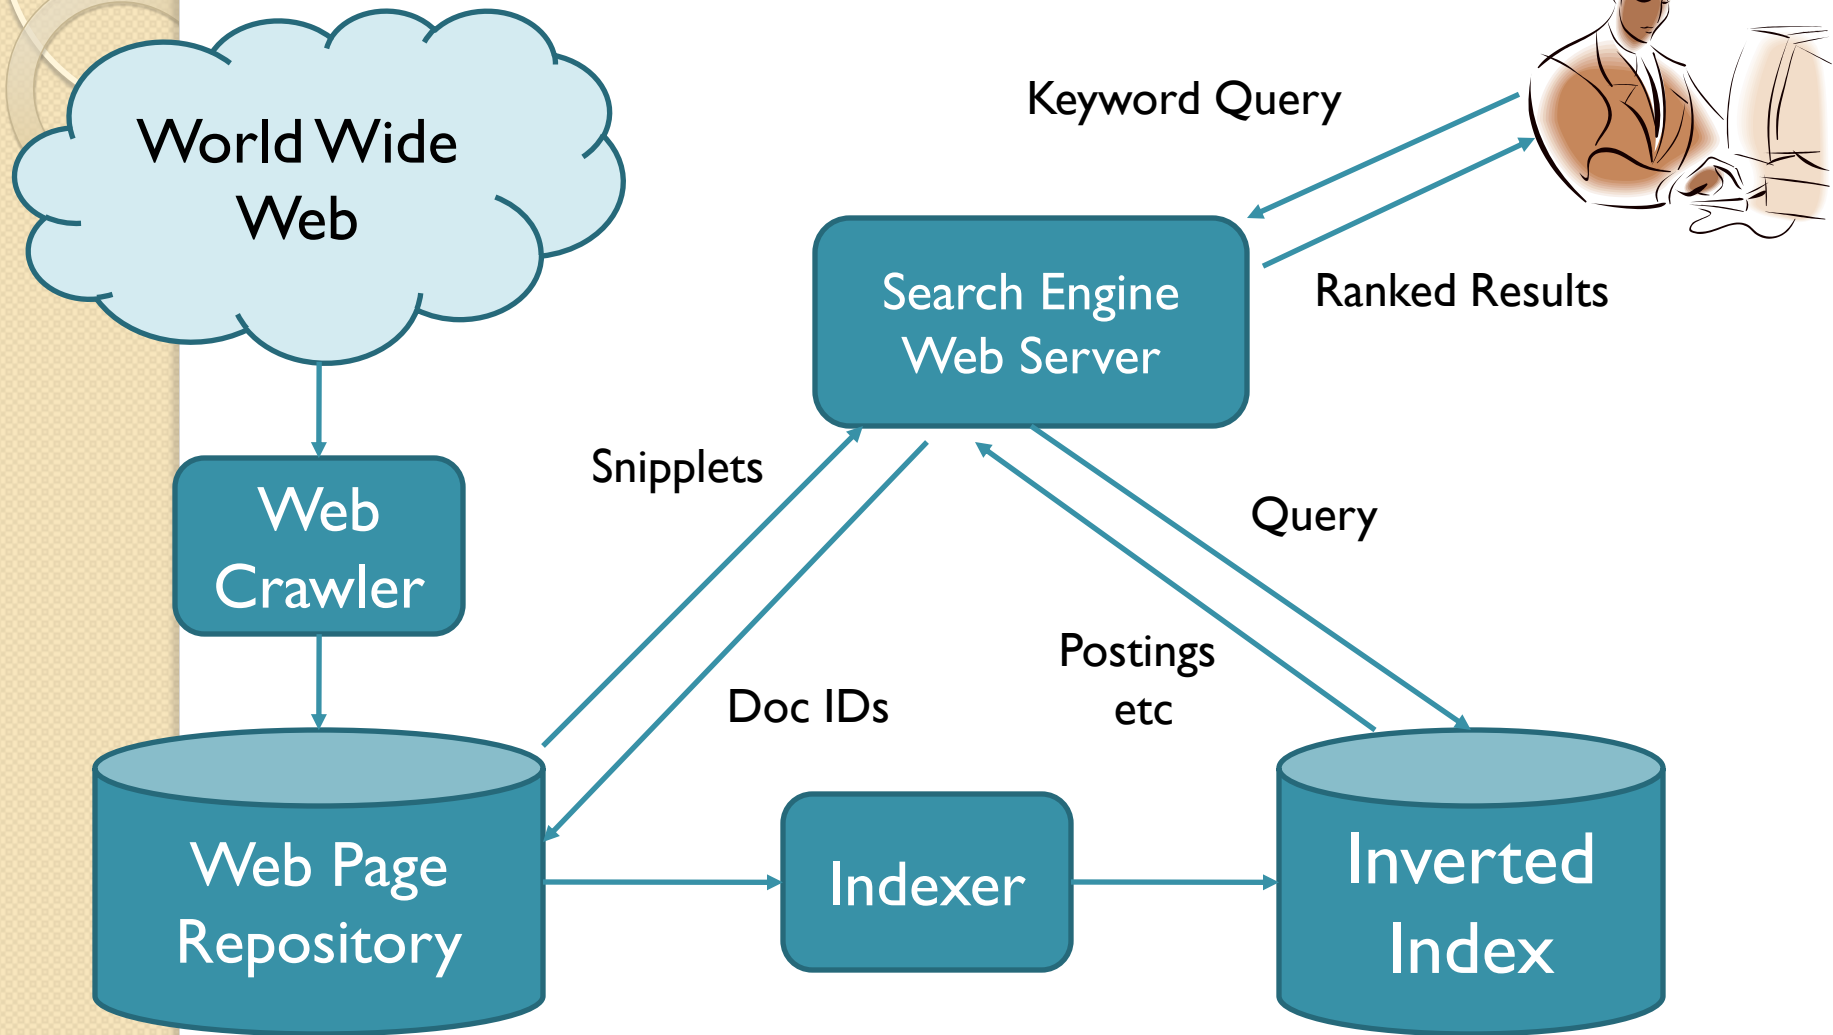 World Wide
Web
Keyword Query
Search Engine
Web Server
Ranked Results
Web
Crawler
Snipplets
Query
Postings
etc
Doc IDs
Web Page
Repository
Indexer
Inverted
Index